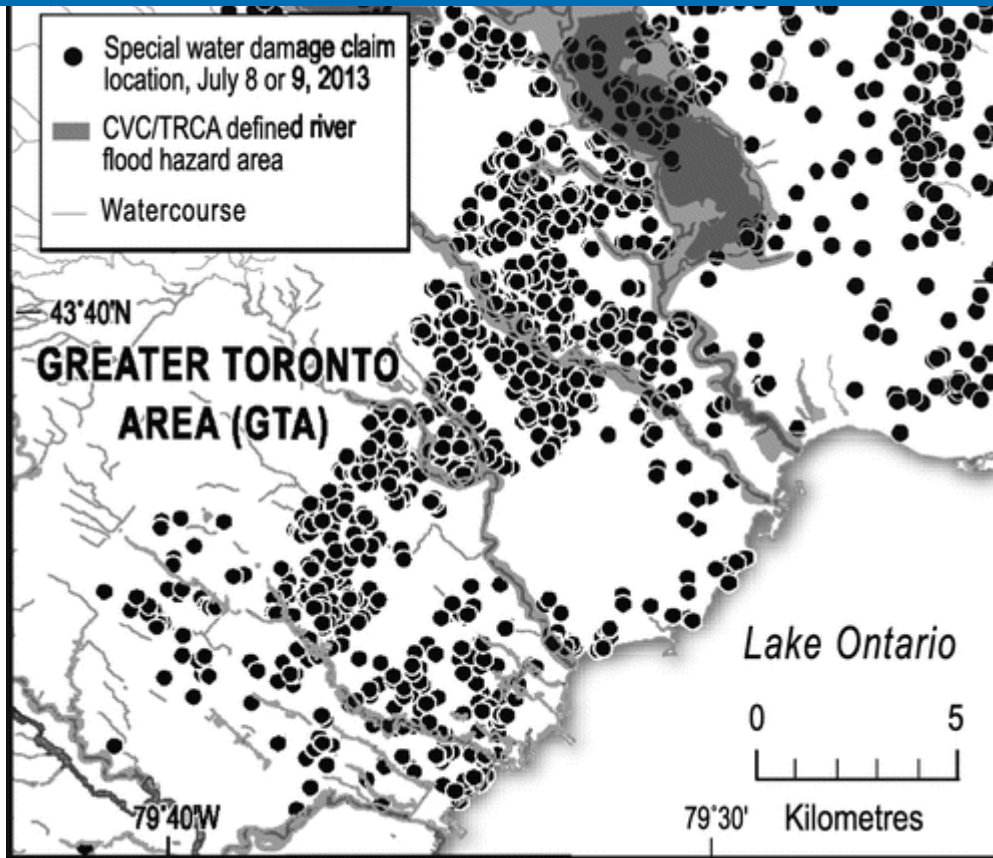 Special water damage claim
location, July 8 or 9, 2013
CVC/TRCA defined river
flood hazard area
Watercourse
43°40'N
GREATER TORONTO
AREA (GTA)
Lake Ontario
0 5
79°40'W
79°30' Kilometres